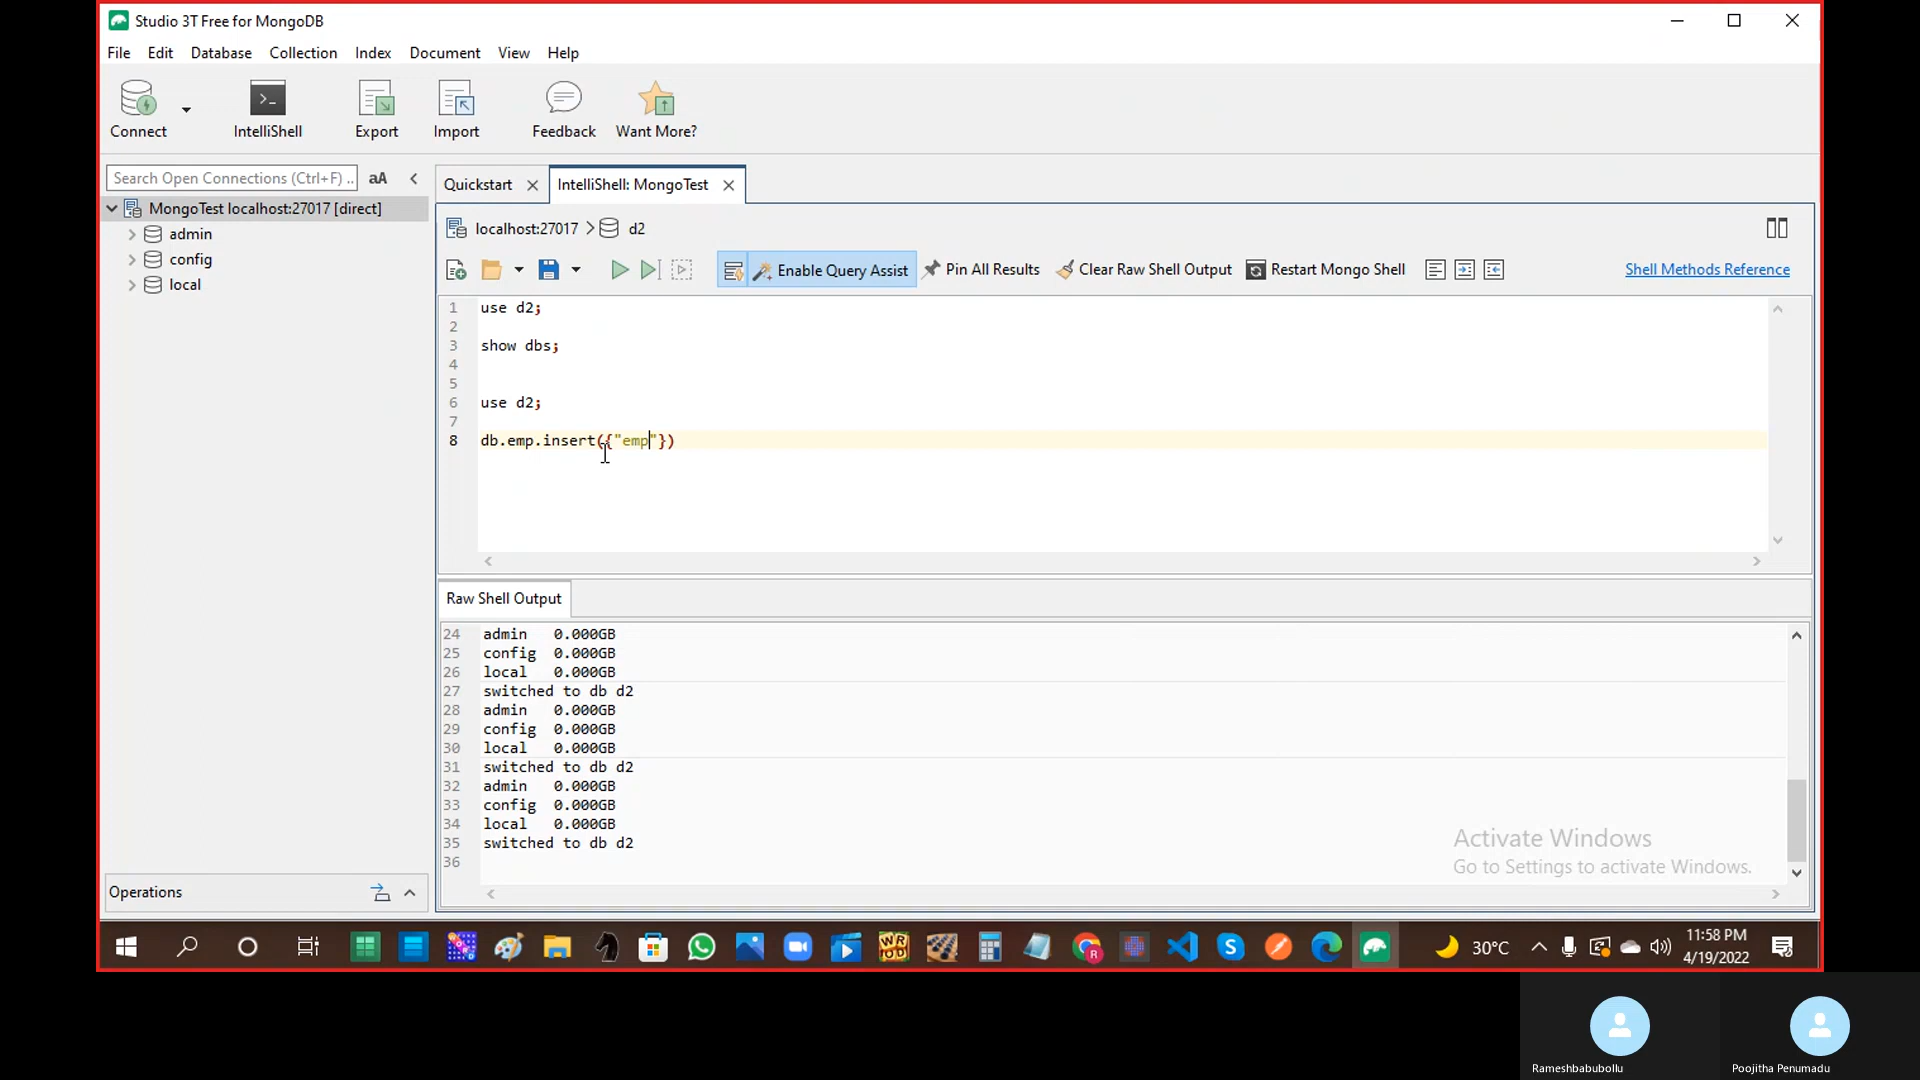 Studio 3T Free for MongoDB
File Edit Database Collection Index Document View Help
Connect IntelliShell Export Import Feedback Want More?
Search Open Connections (Ctrl+F) .. aA
Quickstart IntelliShell: MongoTest
MongoTest localhost:27017 [direct]
admin
config
local
localhost:27017 d2
Enable Query Assist Pin All Results Clear Raw Shell Output Restart Mongo Shell Shell Methods Reference
1 use d2;
2
3 show dbs;
4
5
6 use d2;
7
8 db.emp.insert({"emp"})
Raw Shell Output
24 admin 0.000GB
25 config 0.000GB
26 local 0.000GB
27 switched to db d2
28 admin 0.000GB
29 config 0.000GB
30 local 0.000GB
31 switched to db d2
32 admin 0.000GB
33 config 0.000GB
34 local 0.000GB
35 switched to db d2
36
Activate Windows
Go to Settings to activate Windows.
Operations
30°C
11:58 PM
4/19/2022
Rameshbabubollu
Poojitha Penumadu